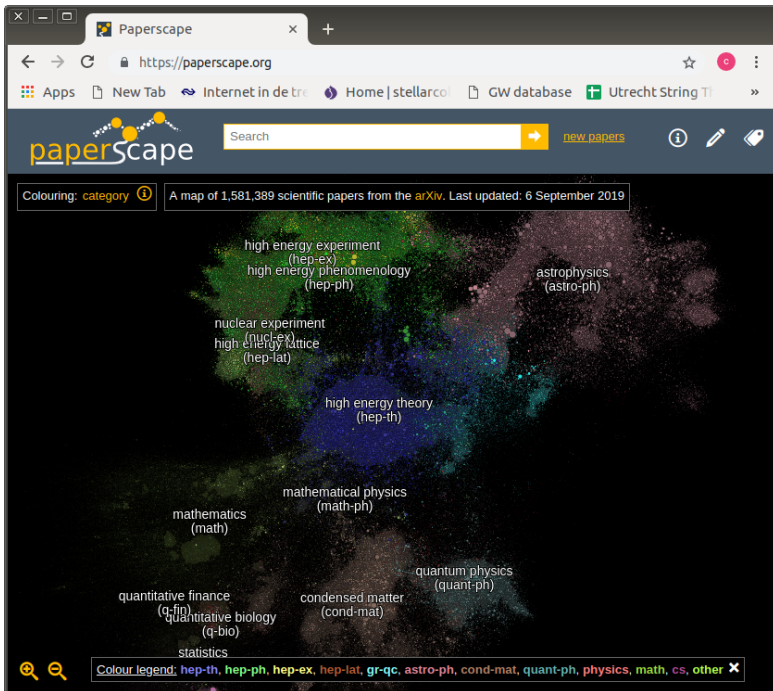 Paperscape
https://paperscape.org
Apps New Tab Internet in de tre Home | stellarcol GW database Utrecht String T »
paperscape
Search
new papers
Colouring: category
A map of 1,581,389 scientific papers from the arXiv. Last updated: 6 September 2019
high energy experiment
(hep-ex)
high energy phenomenology
(hep-ph)
astrophysics
(astro-ph)
nuclear experiment
(nucl-ex)
high energy lattice
(hep-lat)
high energy theory
(hep-th)
mathematical physics
(math-ph)
mathematics
(math)
quantum physics
(quant-ph)
quantitative finance
(q-fin)
condensed matter
(cond-mat)
quantitative biology
(q-bio)
statistics
Colour legend: hep-th, hep-ph, hep-ex, hep-lat, gr-qc, astro-ph, cond-mat, quant-ph, physics, math, cs, other